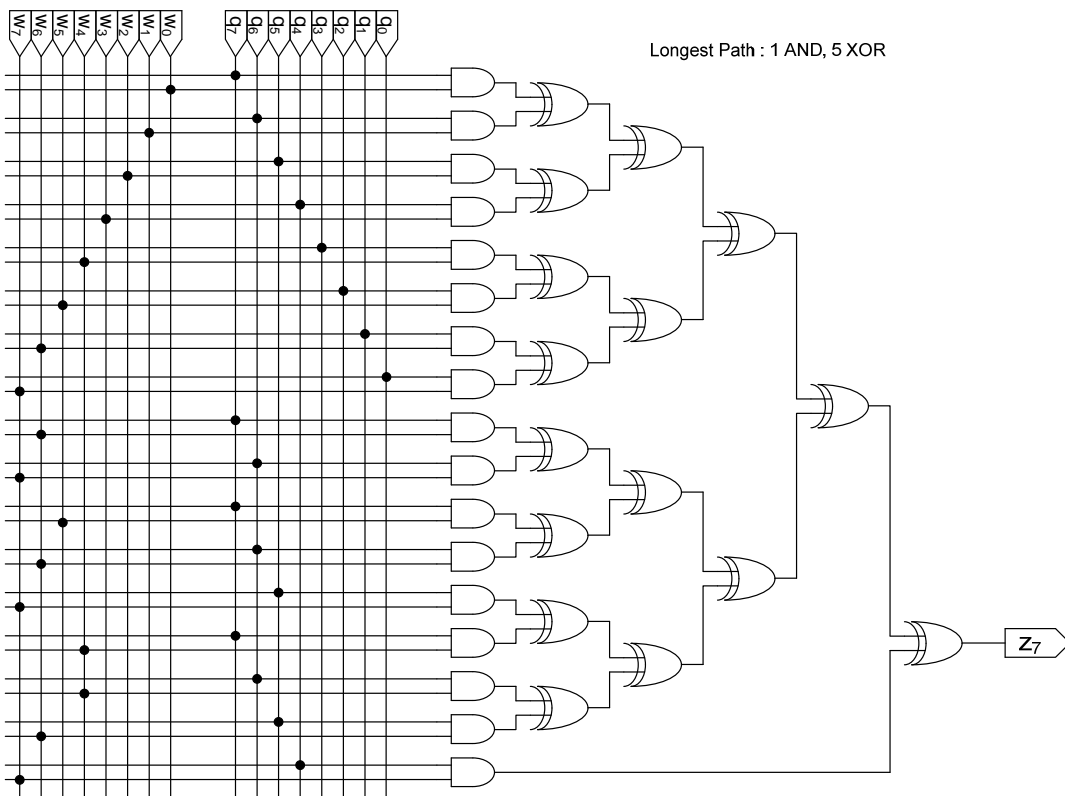 W₇ W₆ W₅ W₄ W₃ W₂ W₁ W₀ q₇ q₆ q₅ q₄ q₃ q₂ q₁ q₀
Longest Path : 1 AND, 5 XOR
Z₇